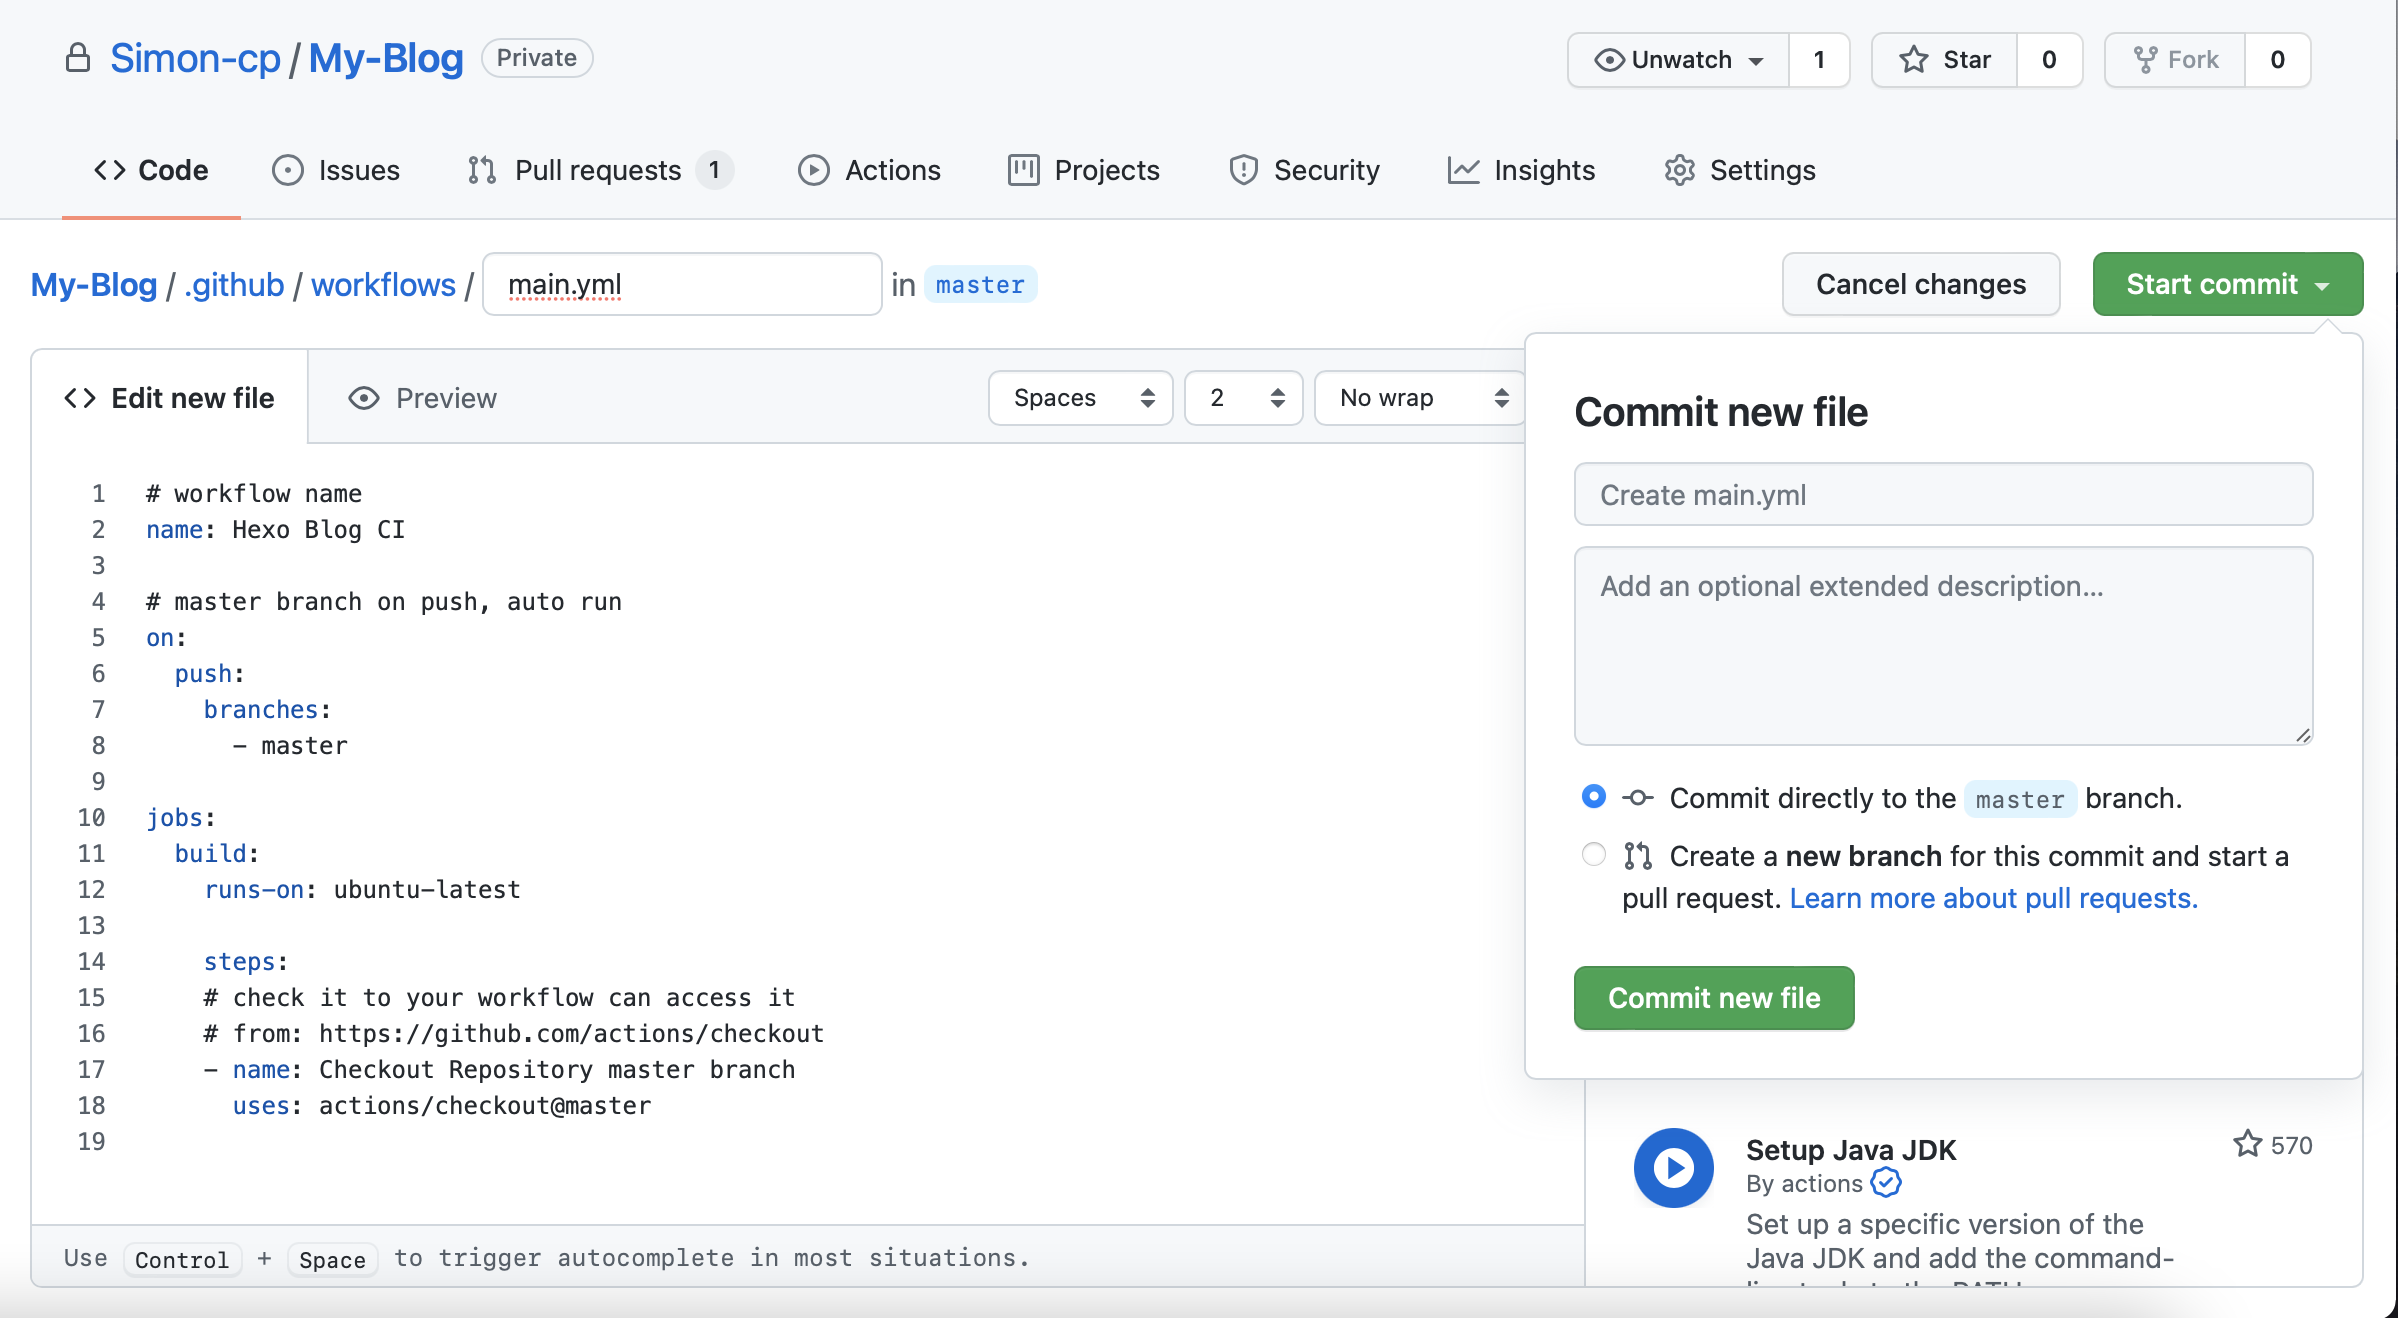 Simon-cp / My-Blog Private
Unwatch 1 Star 0 Fork 0
Code Issues Pull requests 1 Actions Projects Security Insights Settings
My-Blog / .github / workflows / main.yml in master
Cancel changes Start commit
Edit new file Preview
Spaces 2 No wrap
1 # workflow name
2 name: Hexo Blog CI
3
4 # master branch on push, auto run
5 on:
6 push:
7 branches:
8 - master
9
10 jobs:
11 build:
12 runs-on: ubuntu-latest
13
14 steps:
15 # check it to your workflow can access it
16 # from: https://github.com/actions/checkout
17 - name: Checkout Repository master branch
18 uses: actions/checkout@master
19
Use Control + Space to trigger autocomplete in most situations.
Commit new file
Create main.yml
Add an optional extended description...
Commit directly to the master branch.
Create a new branch for this commit and start a
pull request. Learn more about pull requests.
Commit new file
Setup Java JDK 570
By actions
Set up a specific version of the
Java JDK and add the command-